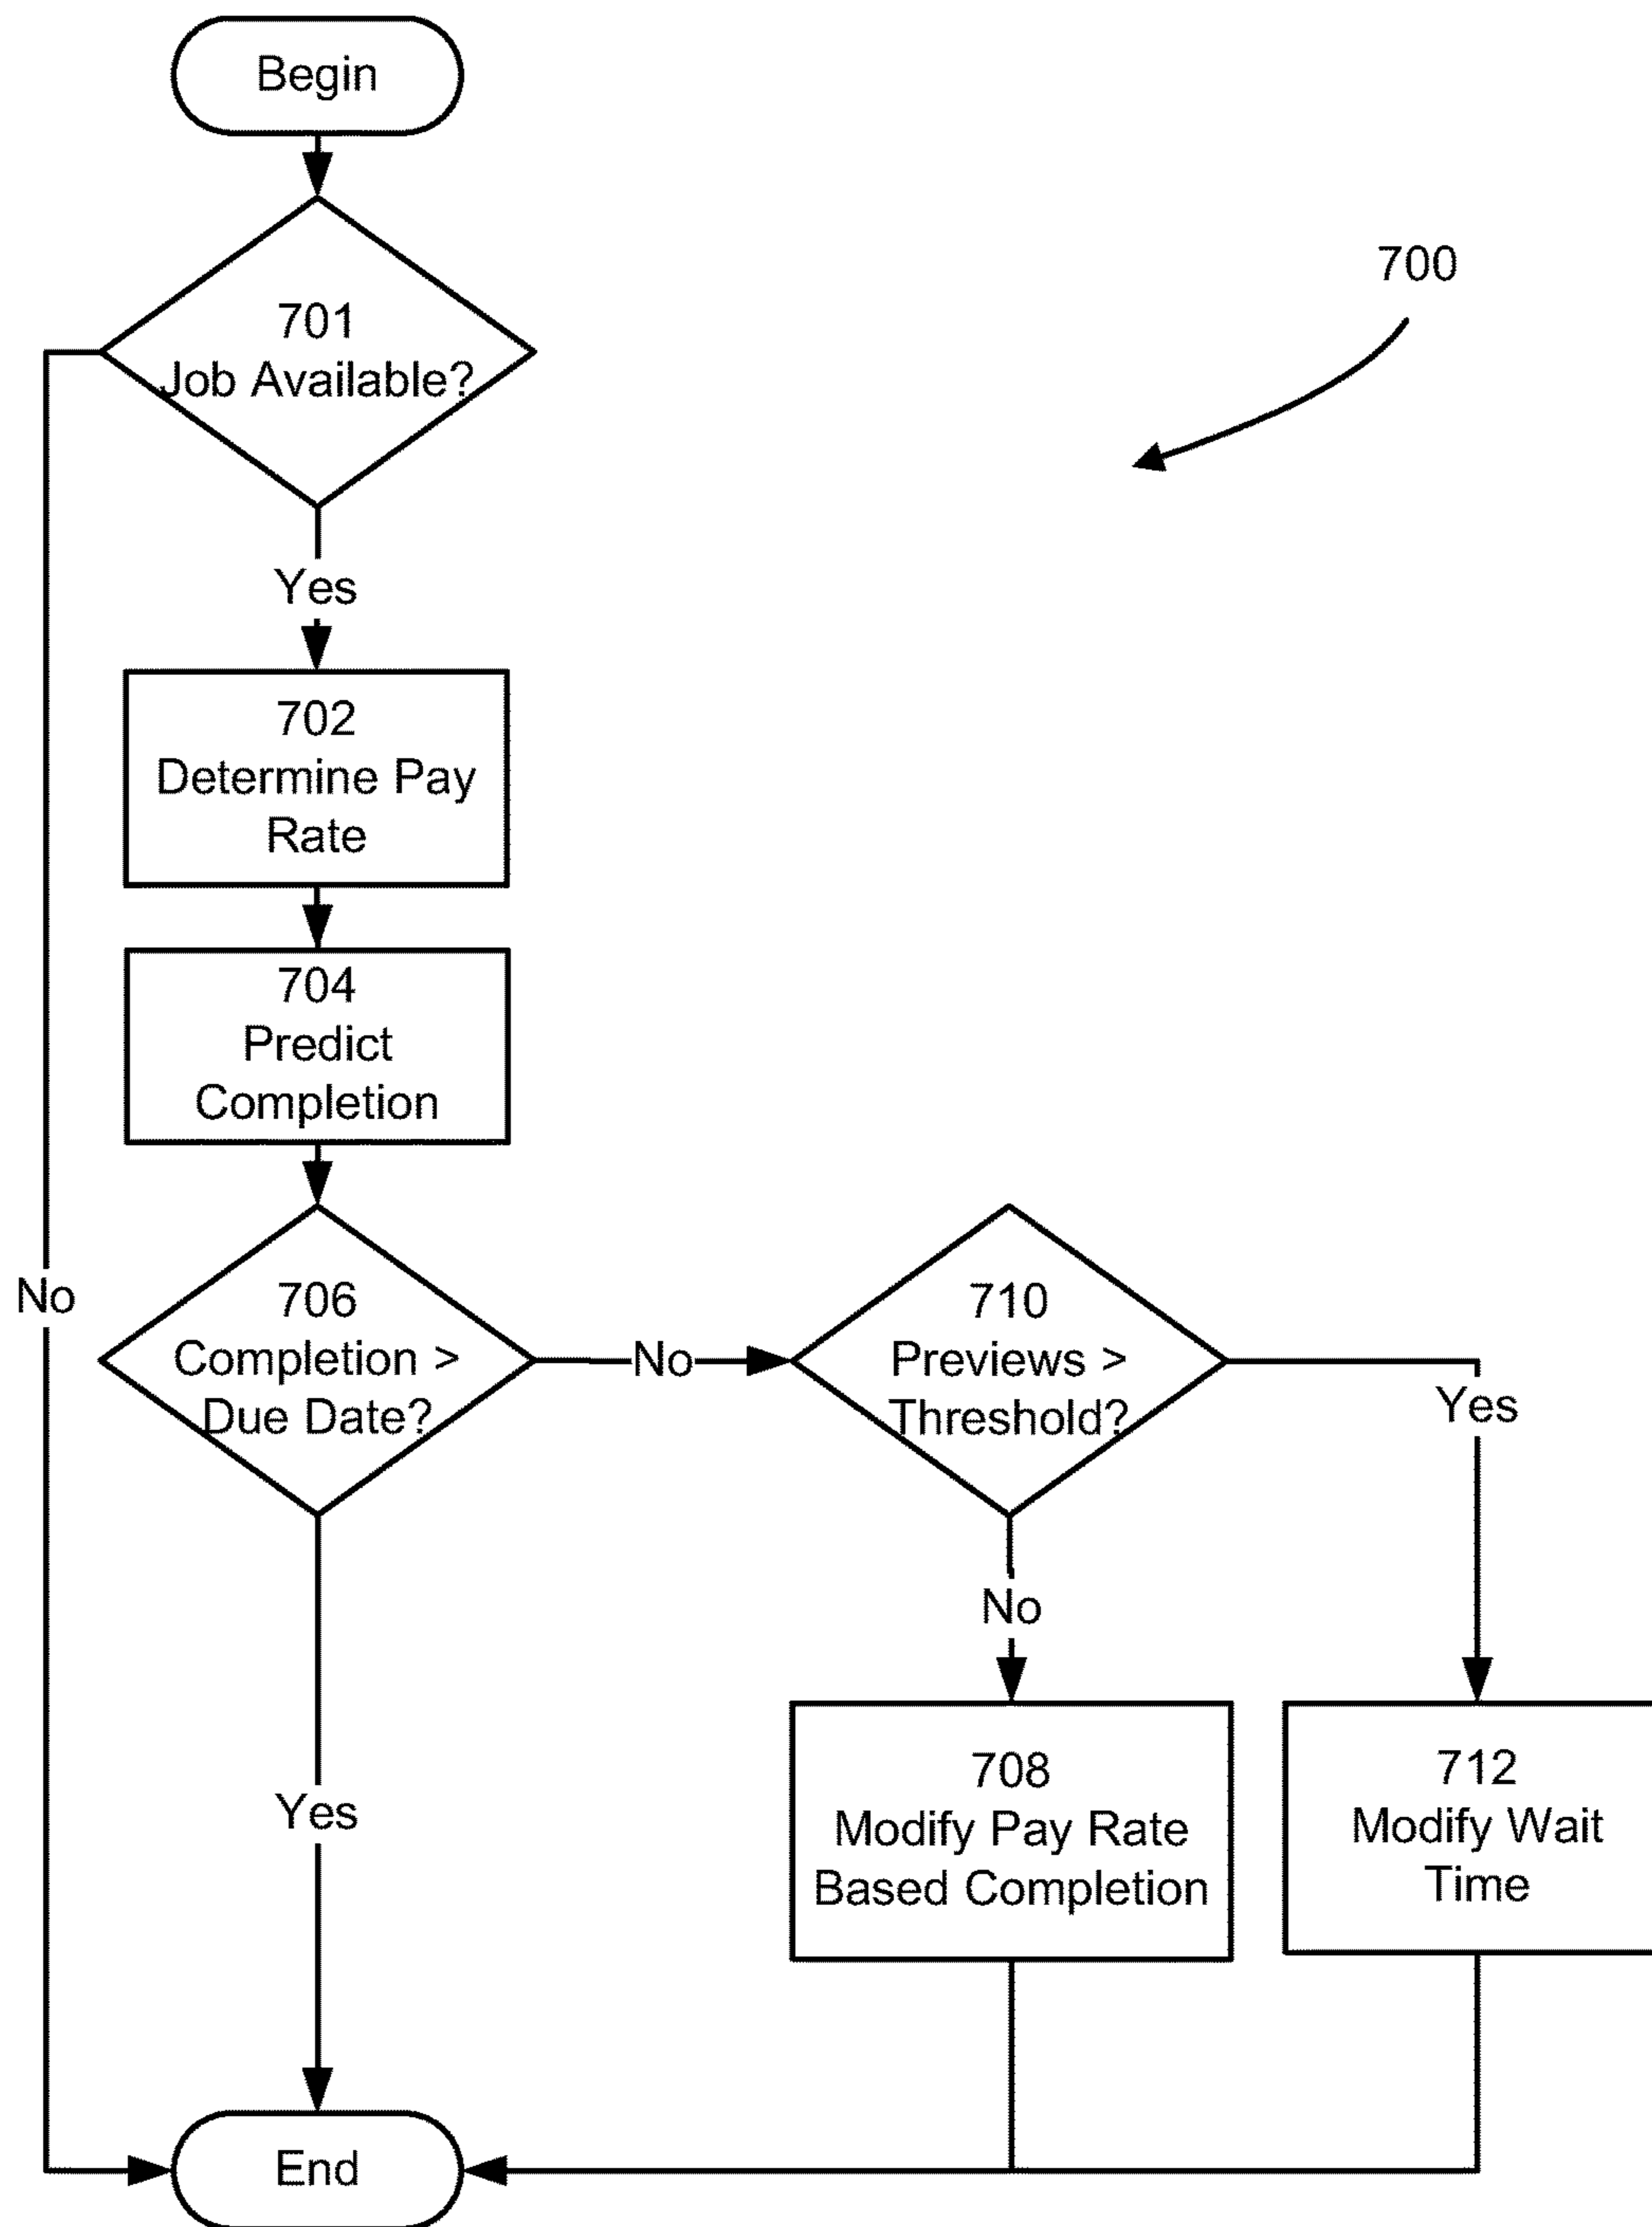 Begin
700
701
Job Available?
Yes
702
Determine Pay
Rate
704
Predict
Completion
No
706
Completion >
Due Date?
No
710
Previews >
Threshold?
Yes
No
708
Modify Pay Rate
Based Completion
712
Modify Wait
Time
Yes
End